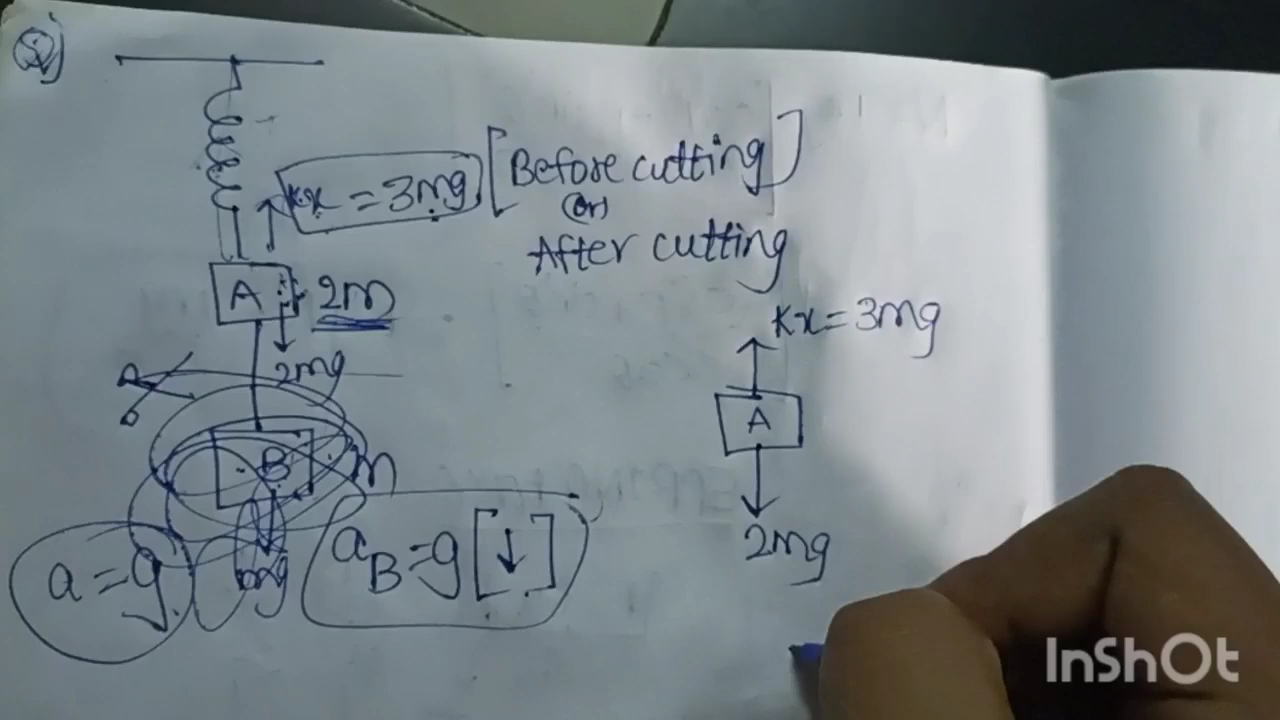 Q)
kx = 3mg [Before cutting]
(or)
After cutting
A 2m
2mg
Kx = 3mg
A
B m
2mg
a = g
mg
aB = g [↓]
InShOt